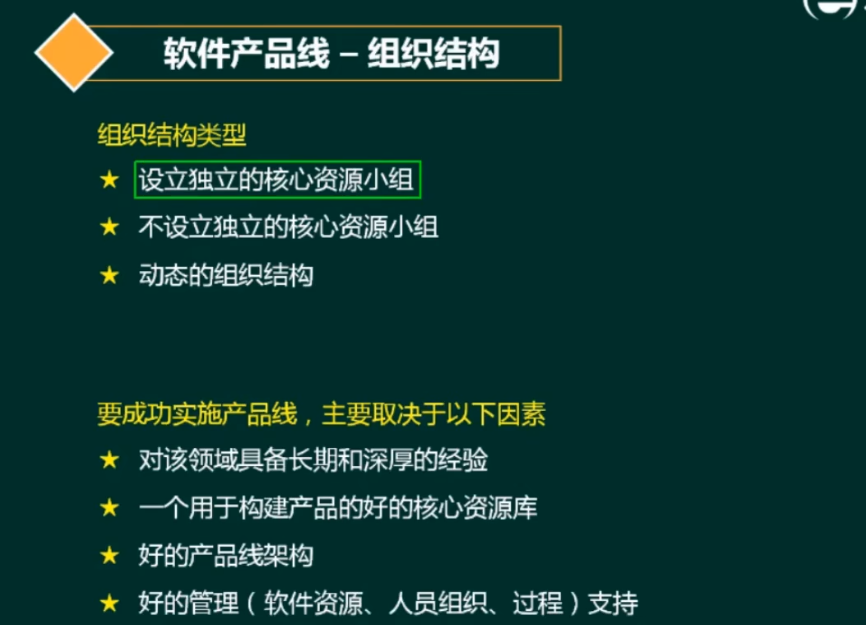 软件产品线 – 组织结构
组织结构类型
★ 设立独立的核心资源小组
★ 不设立独立的核心资源小组
★ 动态的组织结构
要成功实施产品线，主要取决于以下因素
★ 对该领域具备长期和深厚的经验
★ 一个用于构建产品的好的核心资源库
★ 好的产品线架构
★ 好的管理（软件资源、人员组织、过程）支持